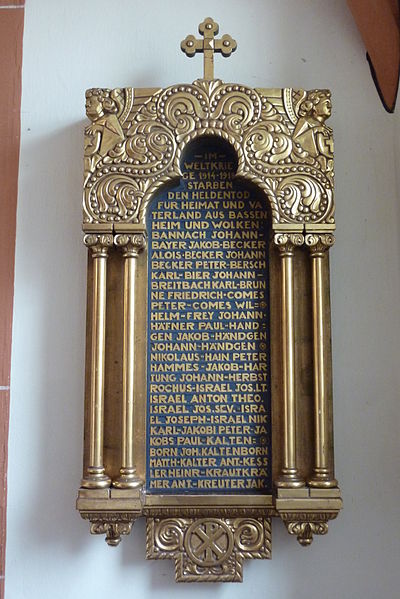 – IM –
WELTKRIE
GE 1914-1918
STARBEN
DEN HELDENTOD
FÜR HEIMAT UND VA
TERLAND AUS BASSEN
HEIM UND WOLKEN:
BANNACH JOHANN-
BAYER JAKOB-BECKER
ALOIS-BECKER JOHANN
BECKER PETER-BERSCH
KARL-BIER JOHANN-
BREITBACH KARL-BRUN
NE FRIEDRICH-COMES
PETER-COMES WIL=
HELM-FREY JOHANN-
HÄFNER PAUL-HAND=
GEN JAKOB-HÄNDGEN
JOHANN-HÄNDGEN
NIKOLAUS-HAIN PETER
HAMMES-JAKOB-HAR
TUNG JOHANN-HERBST
ROCHUS-ISRAEL JOS.I.T.
ISRAEL ANTON THEO.
ISRAEL JOS.SEV.-ISRA
EL JOSEPH-ISRAEL NIK
KARL-JAKOBI PETER-JA
KOBS PAUL-KALTEN=
BORN JOH.KALTENBORN
MATTH-KALTER ANT-KESS
LER HEINR-KRAUTKRÄ
MER ANT.-KREUTER JAK.